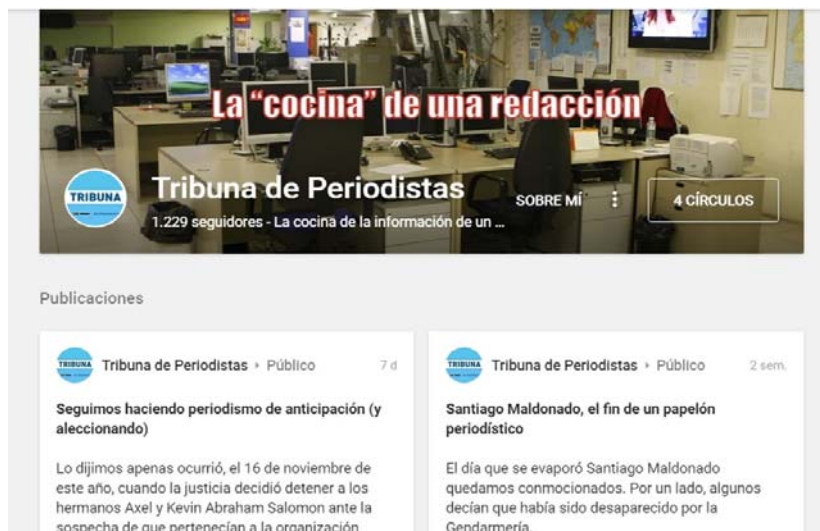 La "cocina" de una redacción
TRIBUNA
Tribuna de Periodistas
1.229 seguidores - La cocina de la información de un ...
SOBRE MÍ
4 CÍRCULOS
Publicaciones
TRIBUNA
Tribuna de Periodistas ▸ Público
7 d
Seguimos haciendo periodismo de anticipación (y
aleccionando)
Lo dijimos apenas ocurrió, el 16 de noviembre de
este año, cuando la justicia decidió detener a los
hermanos Axel y Kevin Abraham Salomon ante la
sospecha de que pertenecían a la organización
TRIBUNA
Tribuna de Periodistas ▸ Público
2 sem.
Santiago Maldonado, el fin de un papelón
periodístico
El día que se evaporó Santiago Maldonado
quedamos conmocionados. Por un lado, algunos
decían que había sido desaparecido por la
Gendarmería.